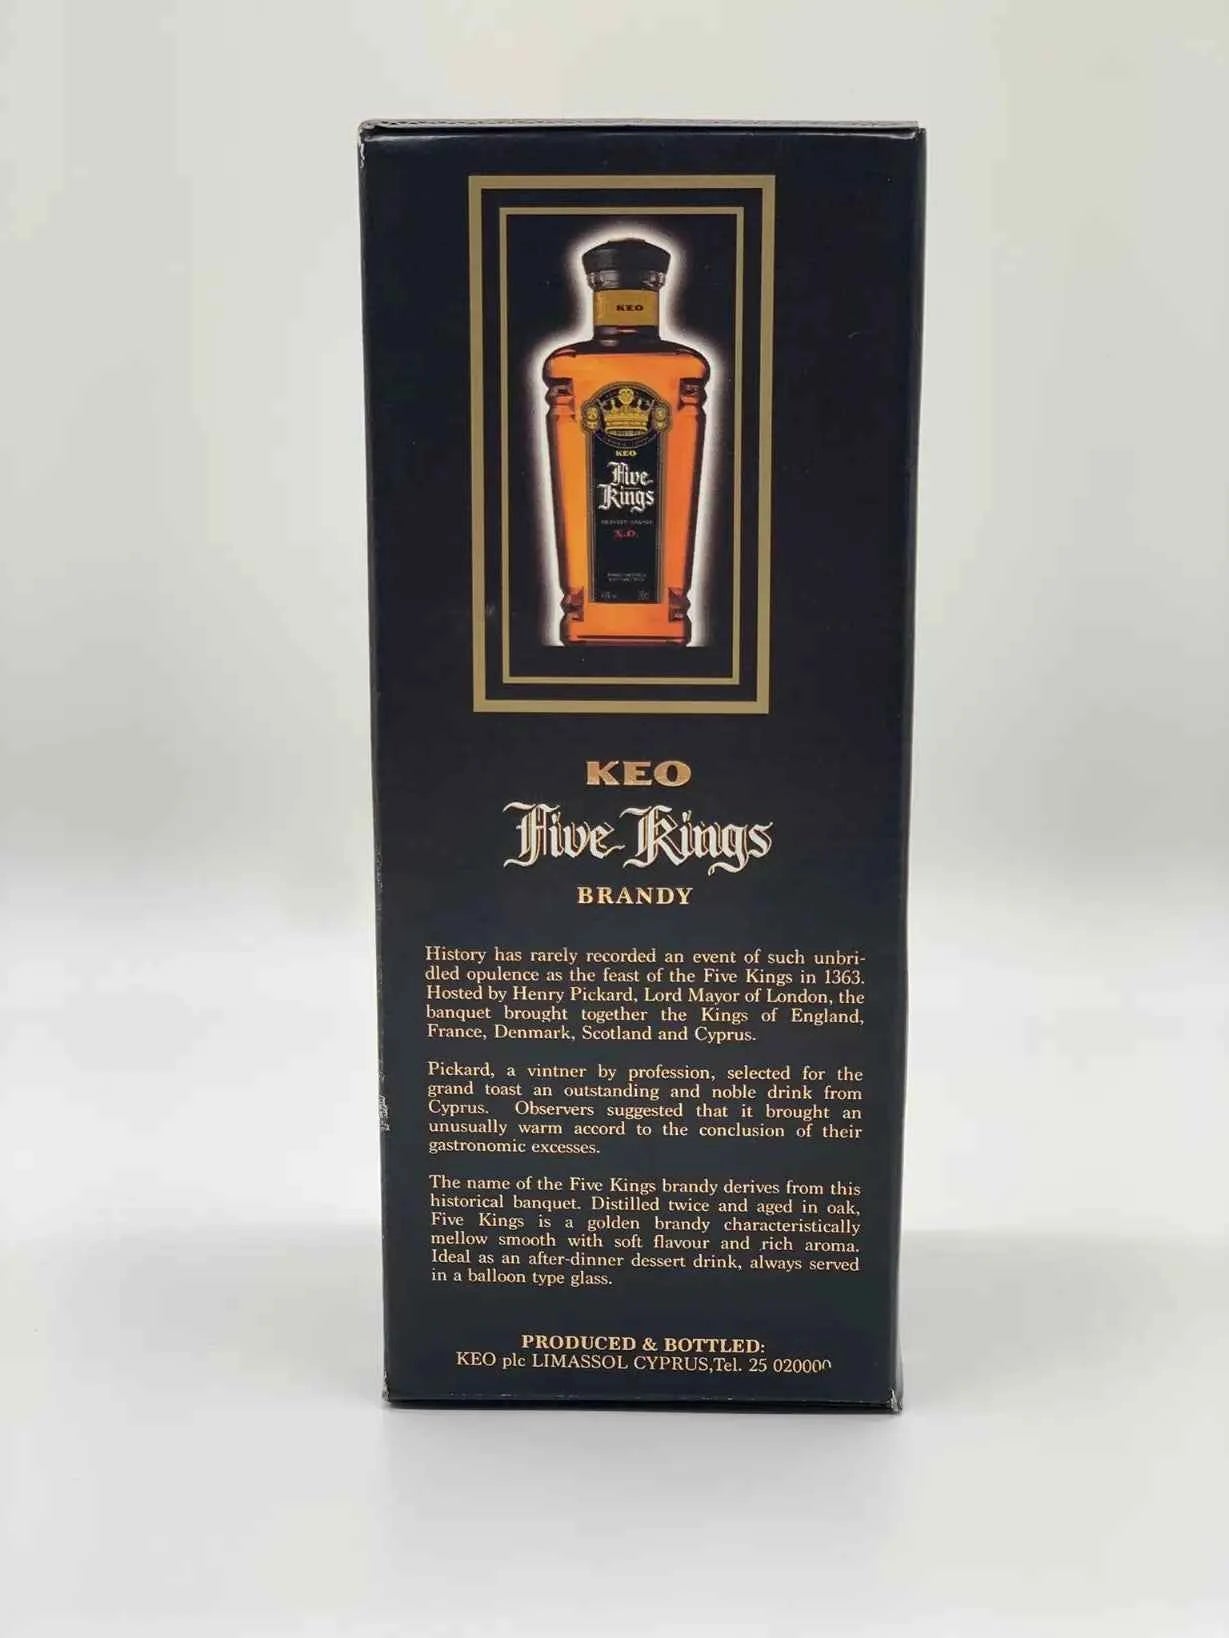 KEO
KEO
Five
Kings
X.O.
KEO
Five Kings
BRANDY
History has rarely recorded an event of such unbri-
dled opulence as the feast of the Five Kings in 1363.
Hosted by Henry Pickard, Lord Mayor of London, the
banquet brought together the Kings of England,
France, Denmark, Scotland and Cyprus.
Pickard, a vintner by profession, selected for the
grand toast an outstanding and noble drink from
Cyprus. Observers suggested that it brought an
unusually warm accord to the conclusion of their
gastronomic excesses.
The name of the Five Kings brandy derives from this
historical banquet. Distilled twice and aged in oak,
Five Kings is a golden brandy characteristically
mellow smooth with soft flavour and rich aroma.
Ideal as an after-dinner dessert drink, always served
in a balloon type glass.
PRODUCED & BOTTLED:
KEO plc LIMASSOL CYPRUS,Tel. 25 020000